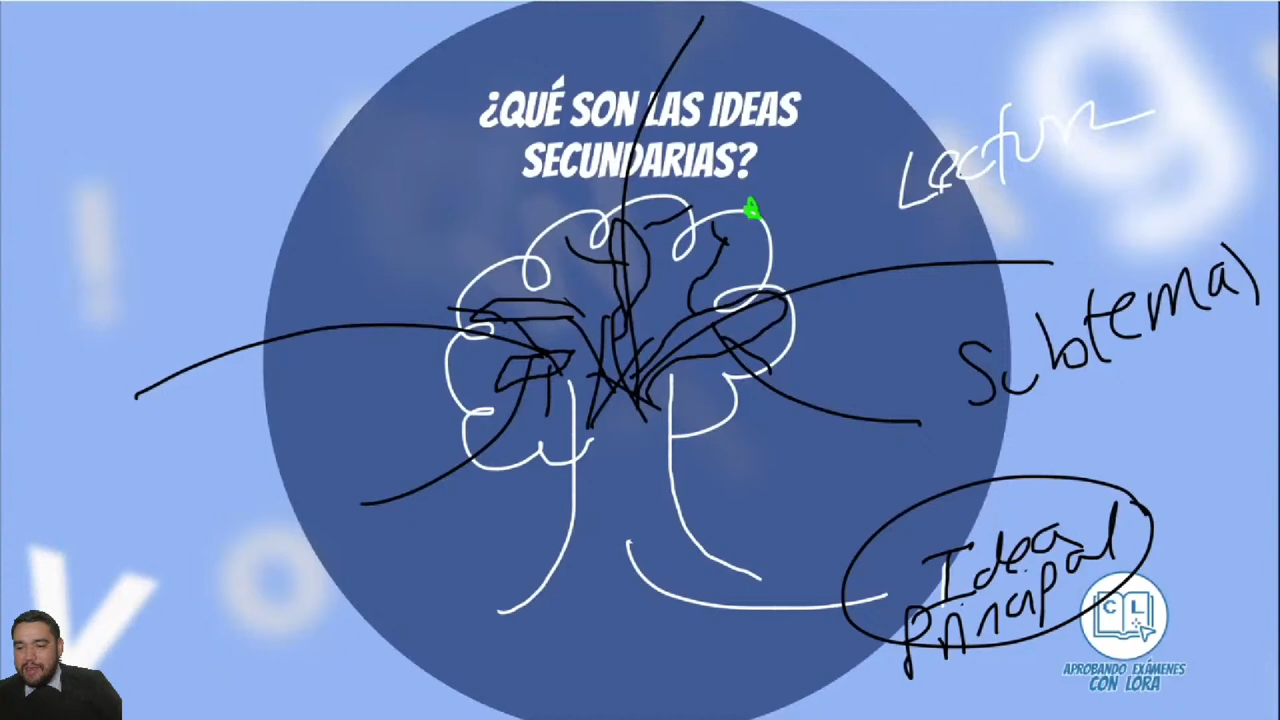 ¿QUÉ SON LAS IDEAS
SECUNDARIAS?
Lectura
Subtema)
Idea
Principal
C L
APROBANDO EXÁMENES
CON LORA